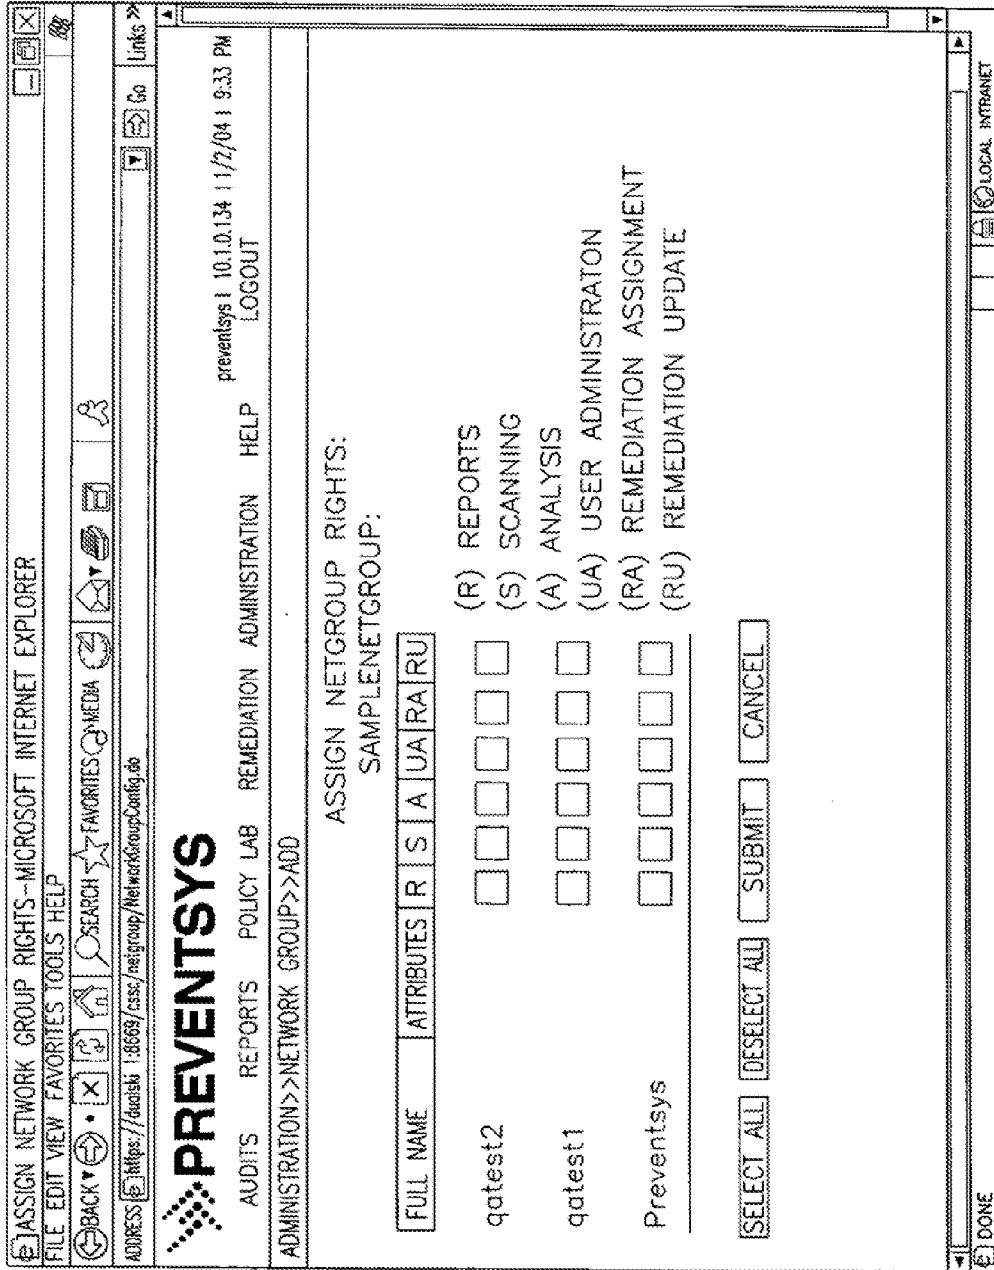 ASSIGN NETWORK GROUP RIGHTS-MICROSOFT INTERNET EXPLORER
FILE EDIT VIEW FAVORITES TOOLS HELP
BACK SEARCH FAVORITES MEDIA
ADDRESS https://dualski 1:8669/cssc/netgroup/NetworkGroupConfig.do Go Links >>
PREVENTSYS
preventsys | 10.1.0.134 | 1/2/04 | 9:33 PM
LOGOUT
AUDITS REPORTS POLICY LAB REMEDIATION ADMINISTRATION HELP
ADMINISTRATION>>NETWORK GROUP>>ADD
ASSIGN NETGROUP RIGHTS:
SAMPLENETGROUP:
FULL NAME ATTRIBUTES R S A UA RA RU
qatest2
qatest1
Preventsys
(R) REPORTS
(S) SCANNING
(A) ANALYSIS
(UA) USER ADMINISTRATON
(RA) REMEDIATION ASSIGNMENT
(RU) REMEDIATION UPDATE
SELECT ALL DESELECT ALL SUBMIT CANCEL
DONE LOCAL INTRANET